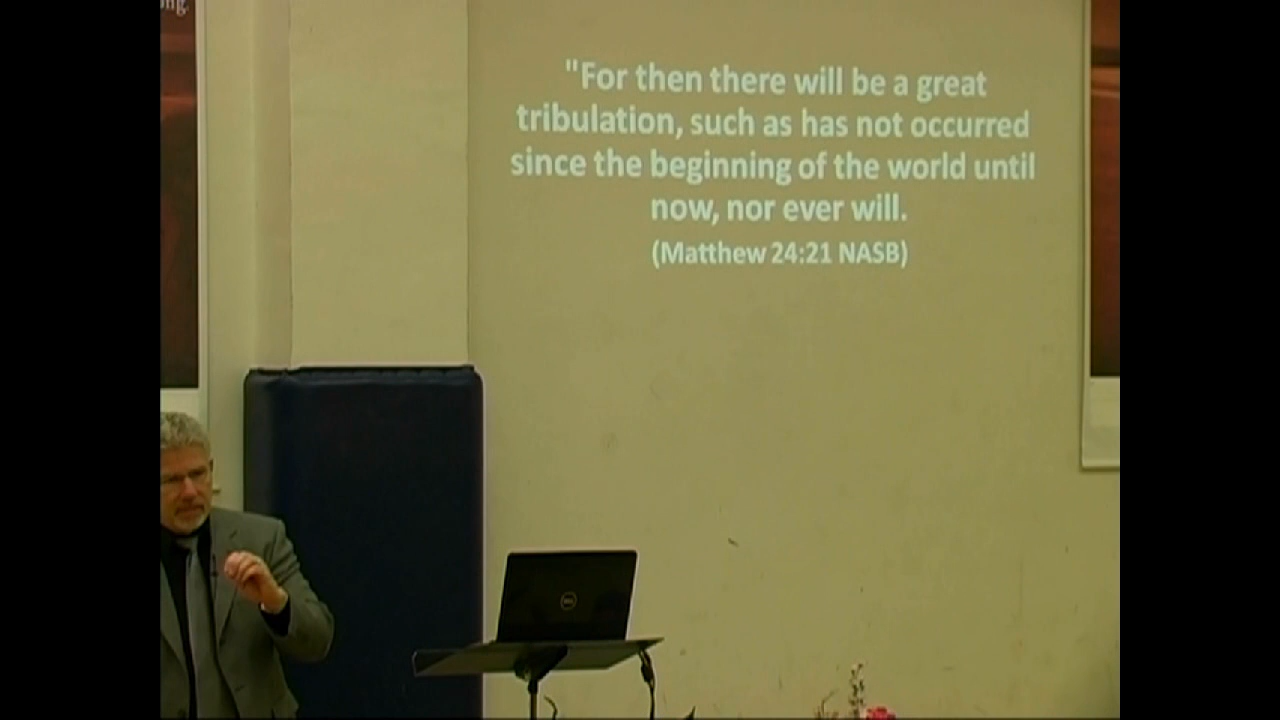 "For then there will be a great
tribulation, such as has not occurred
since the beginning of the world until
now, nor ever will.
(Matthew 24:21 NASB)
DELL